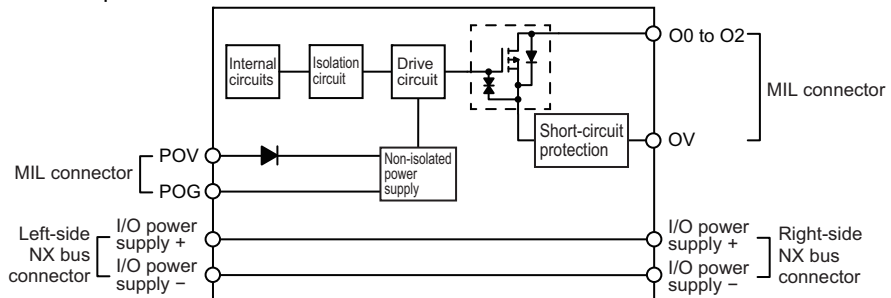 Internal
circuits
Isolation
circuit
Drive
circuit
O0 to O2
MIL connector
Short-circuit
protection
OV
POV
MIL connector
POG
Non-isolated
power
supply
Left-side
NX bus
connector
I/O power
supply +
I/O power
supply −
I/O power
supply +
I/O power
supply −
Right-side
NX bus
connector